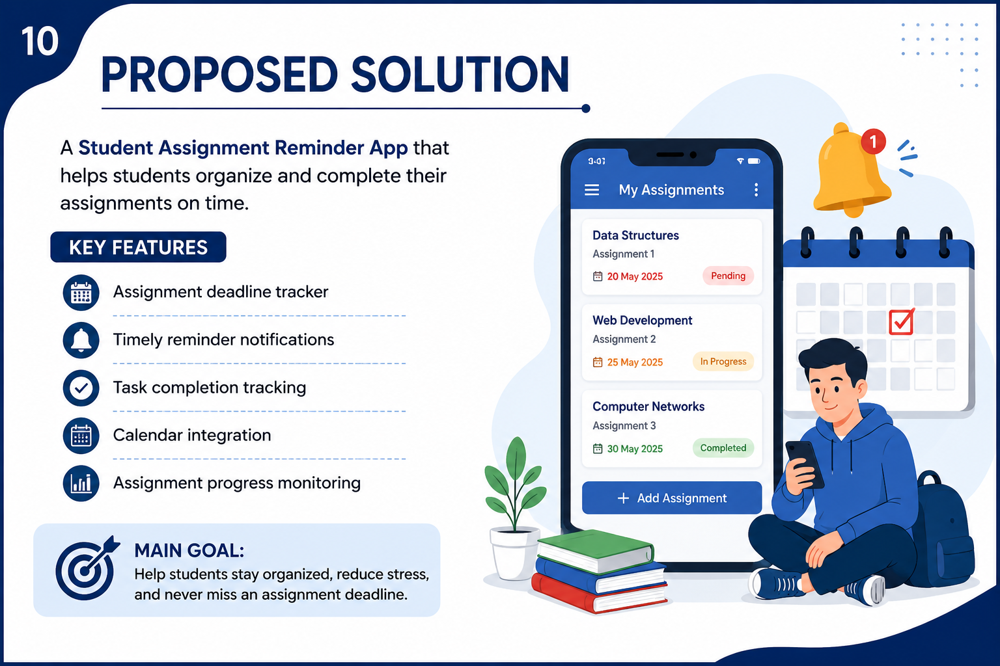 10
PROPOSED SOLUTION
A Student Assignment Reminder App that
helps students organize and complete their
assignments on time.
KEY FEATURES
Assignment deadline tracker
Timely reminder notifications
Task completion tracking
Calendar integration
Assignment progress monitoring
MAIN GOAL:
Help students stay organized, reduce stress,
and never miss an assignment deadline.
My Assignments
Data Structures
Assignment 1
20 May 2025
Pending
Web Development
Assignment 2
25 May 2025
In Progress
Computer Networks
Assignment 3
30 May 2025
Completed
+ Add Assignment
1